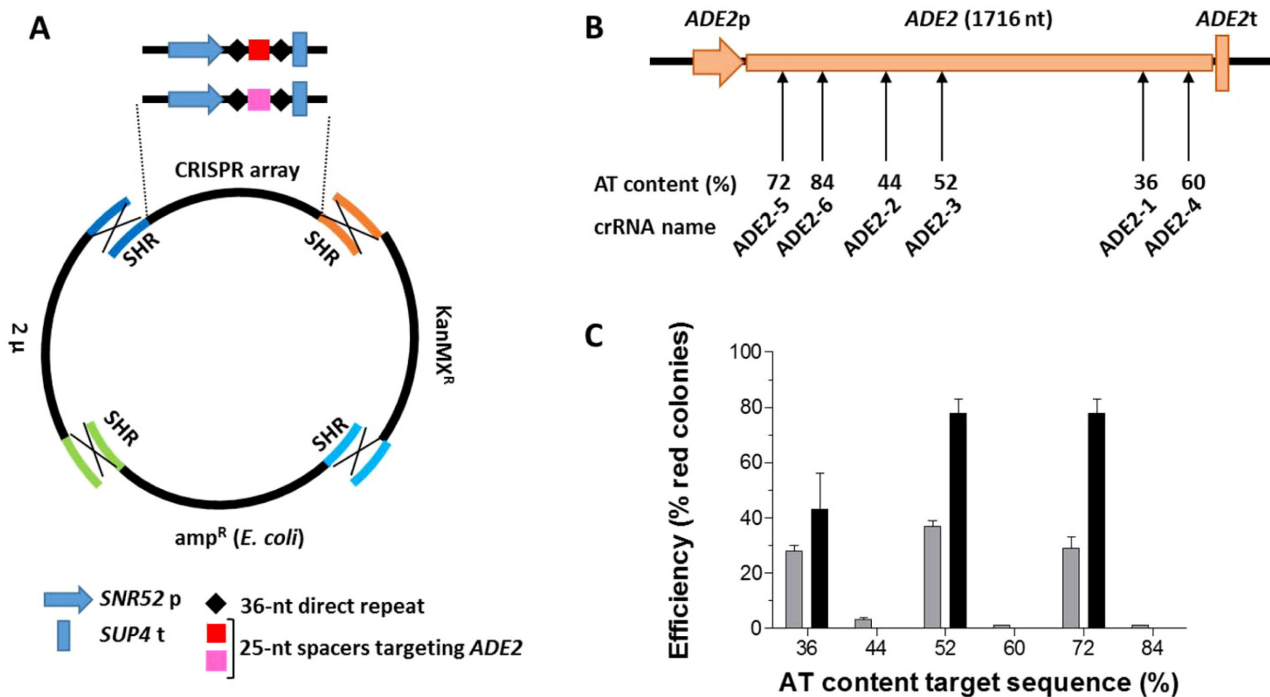 A
CRISPR array
SHR
SHR
2 µ
KanMX^R
SHR
SHR
amp^R (E. coli)
SNR52 p
SUP4 t
36-nt direct repeat
25-nt spacers targeting ADE2
B
ADE2p
ADE2 (1716 nt)
ADE2t
AT content (%) 72 84 44 52 36 60
crRNA name ADE2-5 ADE2-6 ADE2-2 ADE2-3 ADE2-1 ADE2-4
C
Efficiency (% red colonies)
100
80
60
40
20
0
36 44 52 60 72 84
AT content target sequence (%)